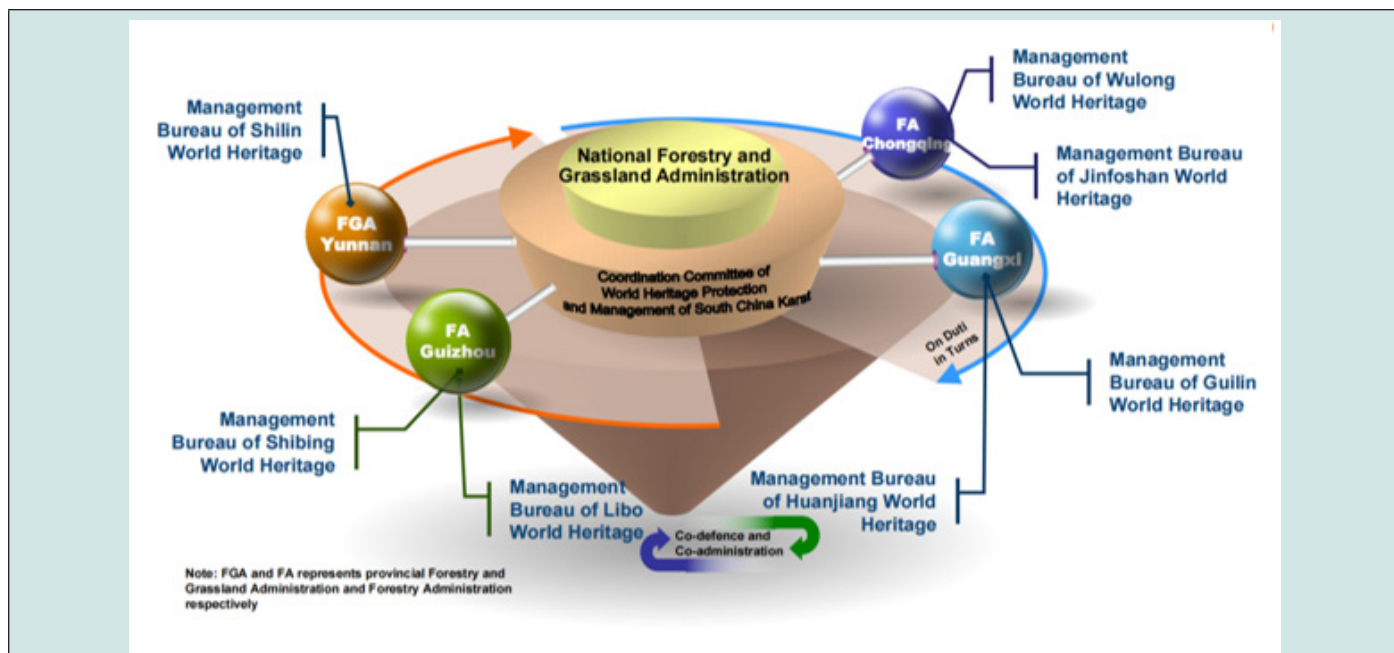 Management
Bureau of Shilin
World Heritage
FGA
Yunnan
FA
Guizhou
Management
Bureau of Shibing
World Heritage
Management
Bureau of Libo
World Heritage
National Forestry and
Grassland Administration
Coordination Committee of
World Heritage Protection
and Management of South China Karst
FA
Chongqing
Management
Bureau of Wulong
World Heritage
Management Bureau
of Jinfoshan World
Heritage
FA
Guangxi
On Duti
in Turns
Management
Bureau of Guilin
World Heritage
Management Bureau
of Huanjiang World
Heritage
Co-defence and
Co-administration
Note: FGA and FA represents provincial Forestry and
Grassland Administration and Forestry Administration
respectively